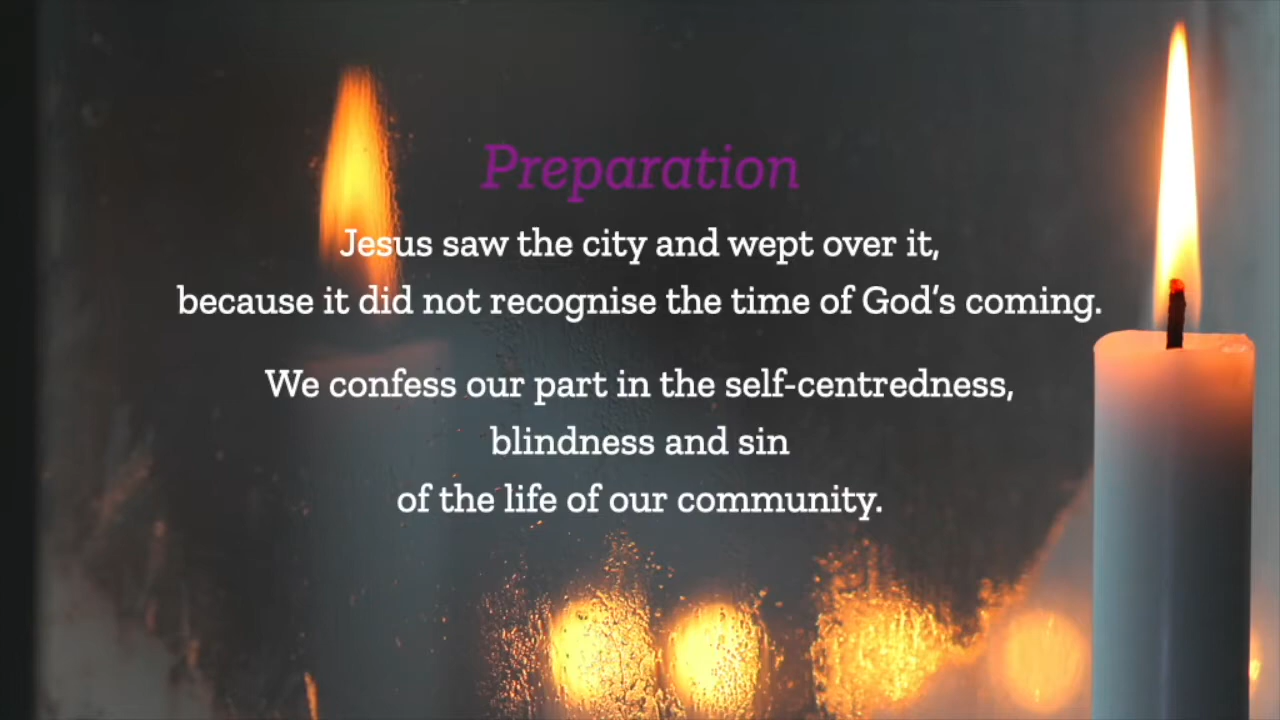 Preparation
Jesus saw the city and wept over it,
because it did not recognise the time of God's coming.
We confess our part in the self-centredness,
blindness and sin
of the life of our community.